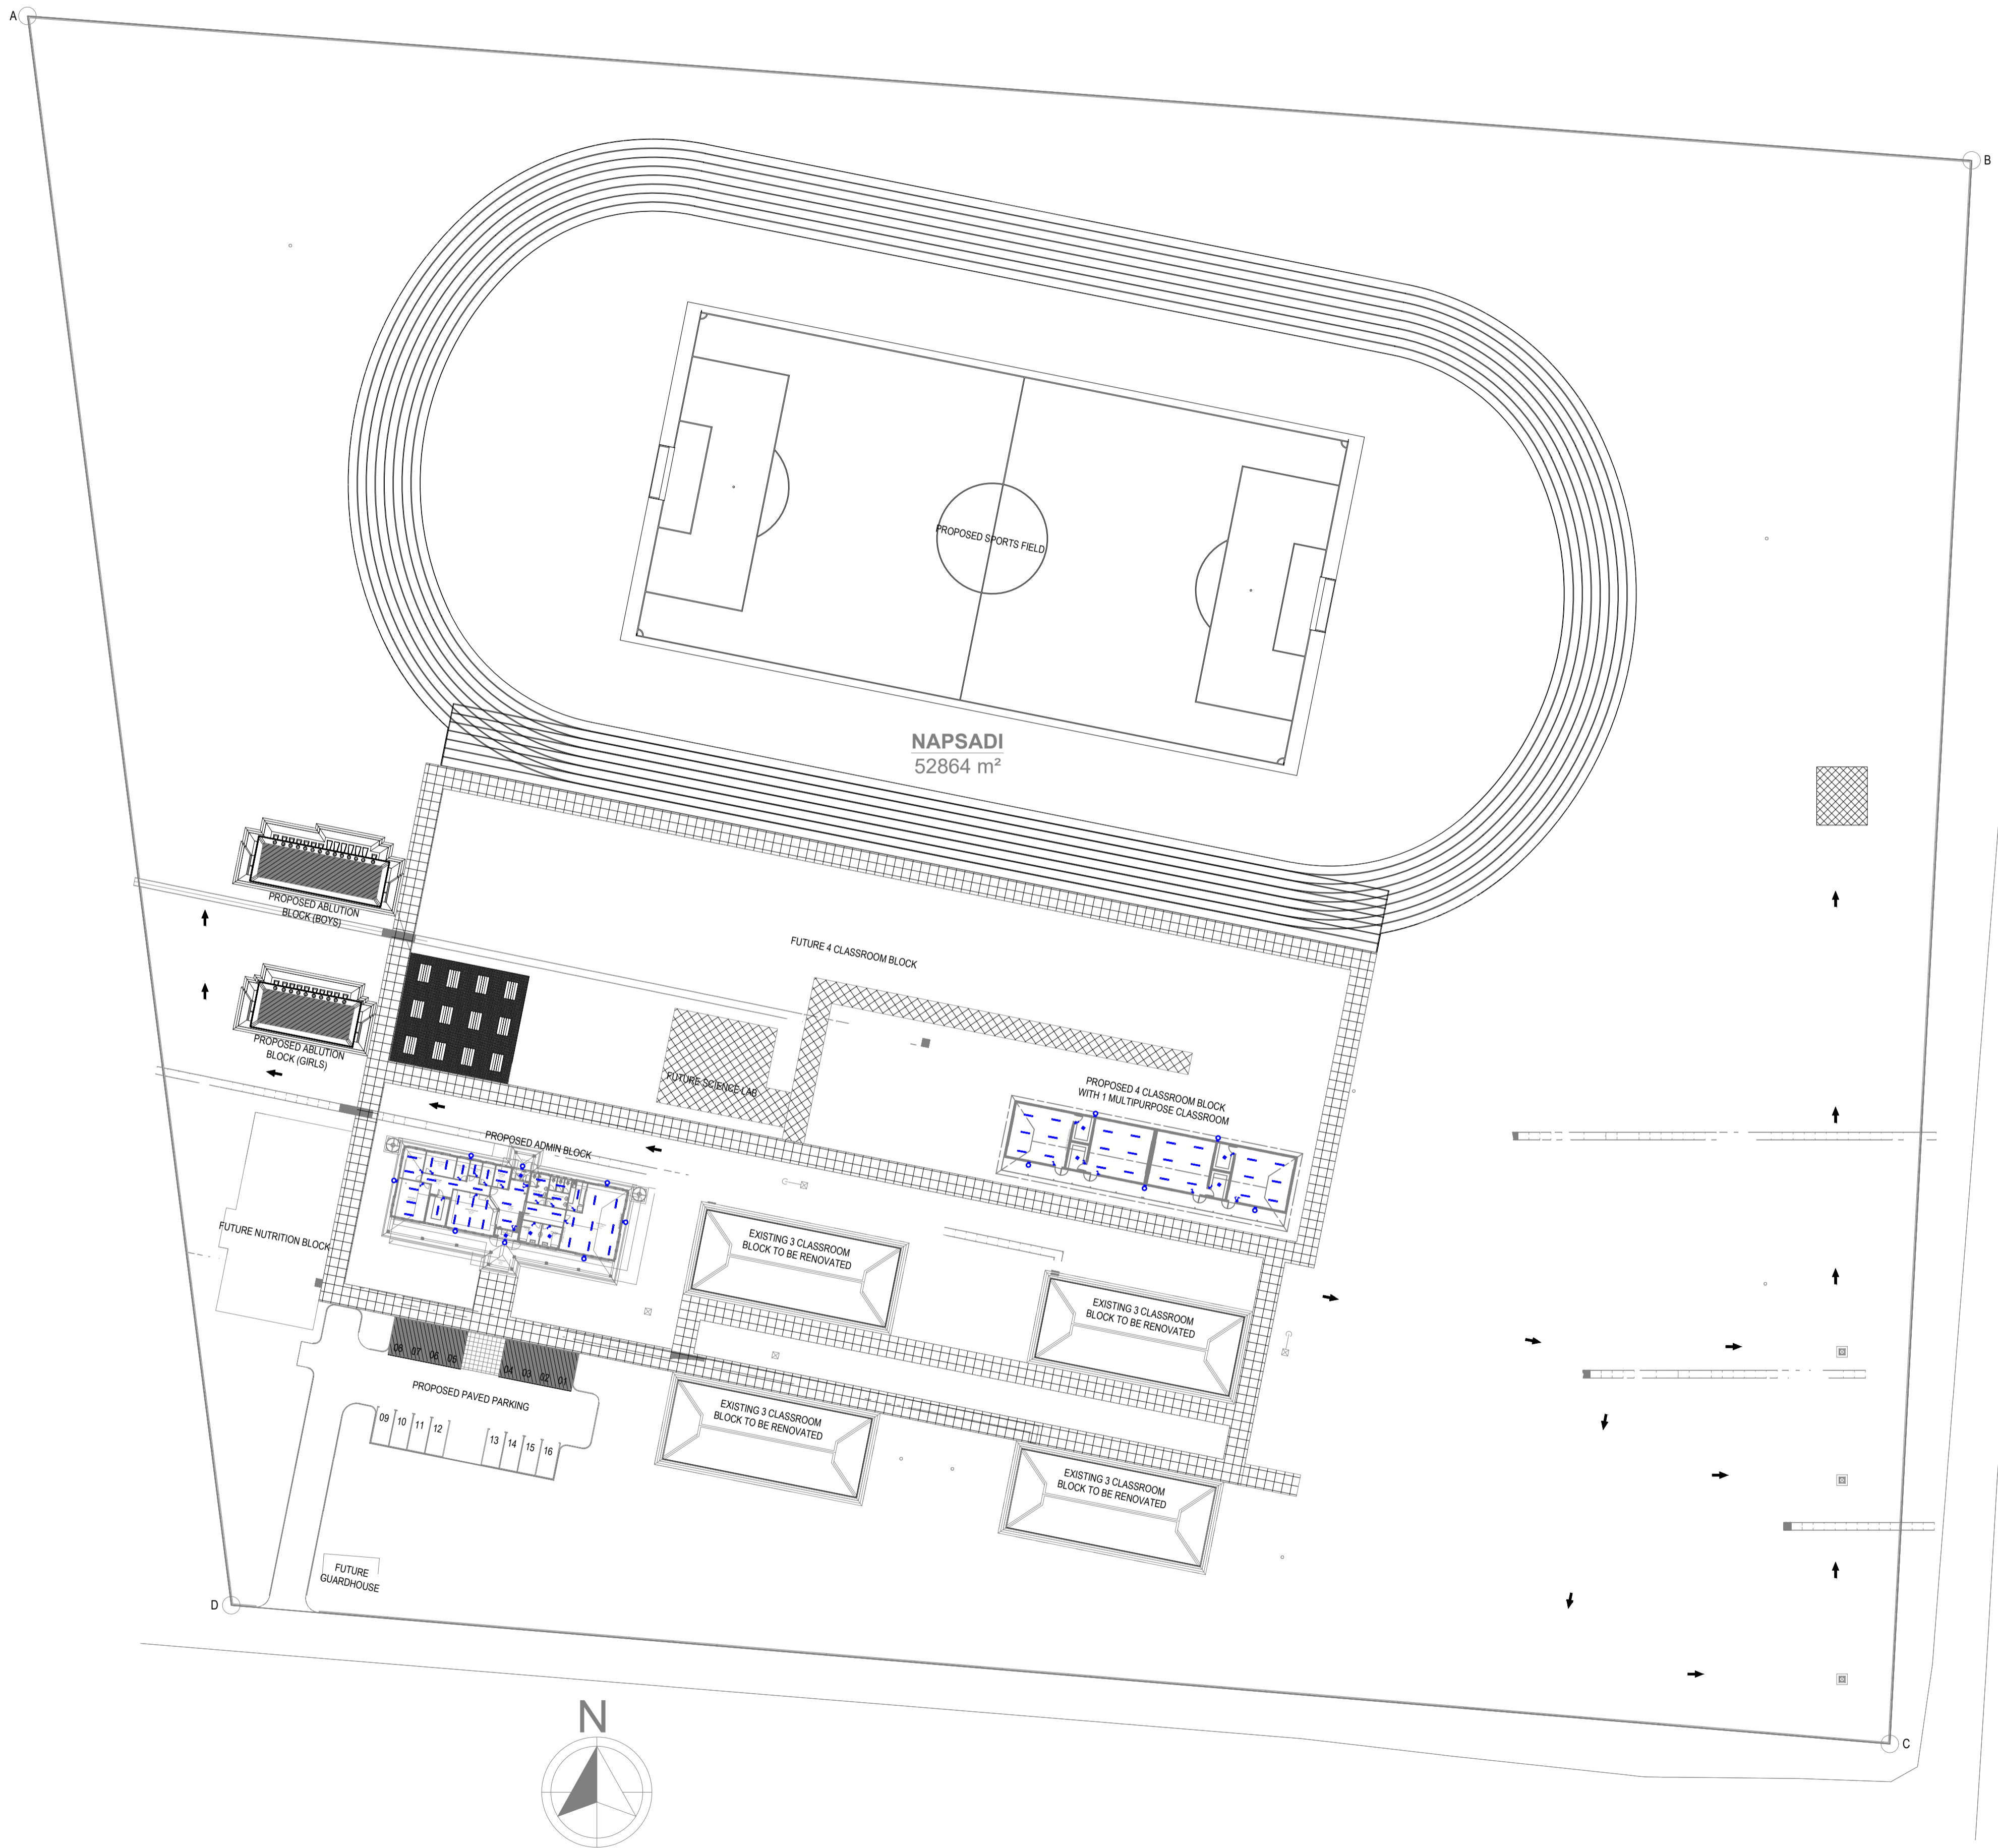 A
B
PROPOSED SPORTS FIELD
NAPSADI
52864 m²
PROPOSED ABLUTION
BLOCK (BOYS)
FUTURE 4 CLASSROOM BLOCK
PROPOSED ABLUTION
BLOCK (GIRLS)
FUTURE SCIENCE LAB
PROPOSED 4 CLASSROOM BLOCK
WITH 1 MULTIPURPOSE CLASSROOM
PROPOSED ADMIN BLOCK
FUTURE NUTRITION BLOCK
EXISTING 3 CLASSROOM
BLOCK TO BE RENOVATED
EXISTING 3 CLASSROOM
BLOCK TO BE RENOVATED
08 07 06 05 04 03 02 01
PROPOSED PAVED PARKING
09 10 11 12 13 14 15 16
EXISTING 3 CLASSROOM
BLOCK TO BE RENOVATED
EXISTING 3 CLASSROOM
BLOCK TO BE RENOVATED
FUTURE
GUARDHOUSE
D
C
N